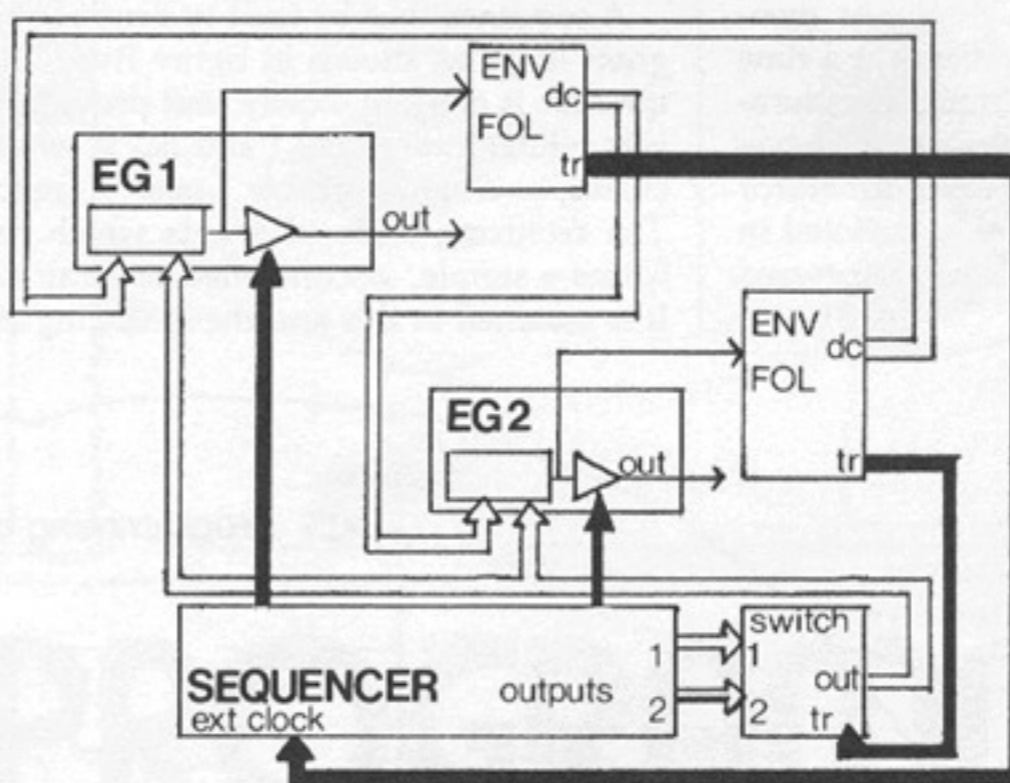 ENV
dc
FOL
tr
EG1
out
ENV
dc
FOL
EG2
out
tr
switch
1
1
SEQUENCER
outputs
out
ext clock
2
2
tr